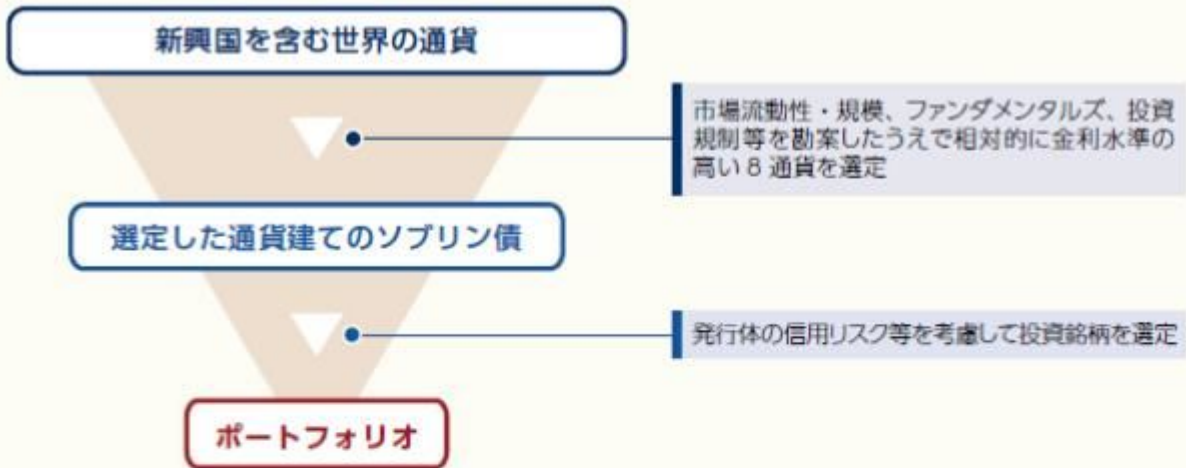 新興国を含む世界の通貨
市場流動性・規模、ファンダメンタルズ、投資
規制等を勘案したうえで相対的に金利水準の
高い 8 通貨を選定
選定した通貨建てのソブリン債
発行体の信用リスク等を考慮して投資銘柄を選定
ポートフォリオ